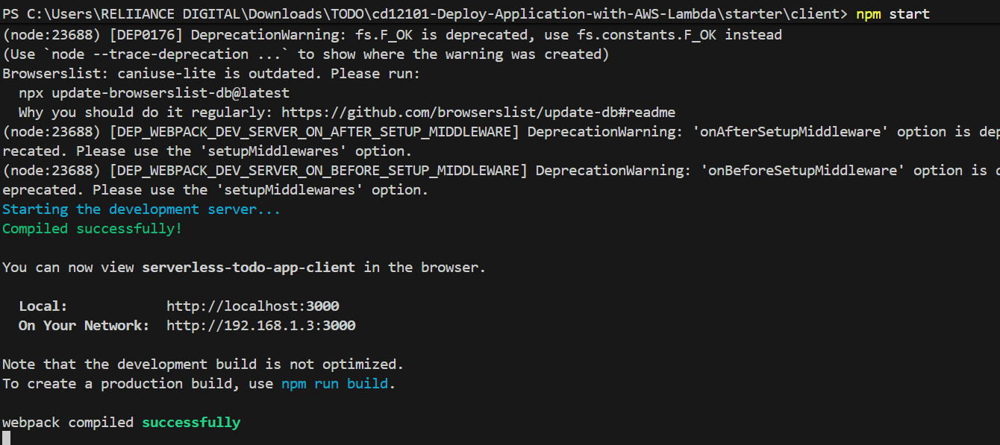 PS C:\Users\RELIIANCE DIGITAL\Downloads\TODO\cd12101-Deploy-Application-with-AWS-Lambda\starter\client> npm start
(node:23688) [DEP0176] DeprecationWarning: fs.F_OK is deprecated, use fs.constants.F_OK instead
(Use `node --trace-deprecation ...` to show where the warning was created)
Browserslist: caniuse-lite is outdated. Please run:
  npx update-browserslist-db@latest
  Why you should do it regularly: https://github.com/browserslist/update-db#readme
(node:23688) [DEP_WEBPACK_DEV_SERVER_ON_AFTER_SETUP_MIDDLEWARE] DeprecationWarning: 'onAfterSetupMiddleware' option is dep
recated. Please use the 'setupMiddlewares' option.
(node:23688) [DEP_WEBPACK_DEV_SERVER_ON_BEFORE_SETUP_MIDDLEWARE] DeprecationWarning: 'onBeforeSetupMiddleware' option is d
eprecated. Please use the 'setupMiddlewares' option.
Starting the development server...
Compiled successfully!

You can now view serverless-todo-app-client in the browser.

  Local:            http://localhost:3000
  On Your Network:  http://192.168.1.3:3000

Note that the development build is not optimized.
To create a production build, use npm run build.

webpack compiled successfully